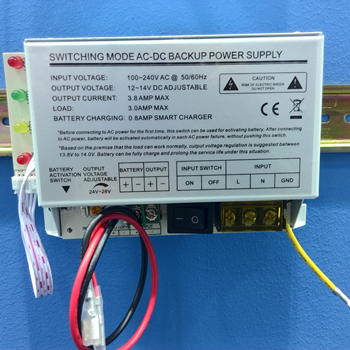 SWITCHING MODE AC-DC BACKUP POWER SUPPLY
INPUT VOLTAGE: 100~240V AC @ 50/60Hz
OUTPUT VOLTAGE: 12~14V DC ADJUSTABLE
OUTPUT CURRENT: 3.8 AMP MAX
LOAD: 3.0AMP MAX
BATTERY CHARGING: 0.8AMP SMART CHARGER
CAUTION
RISK OF ELECTRIC SHOCK
DO NOT OPEN
CE
*Before connecting to AC power for the first time, this switch can be used for activating battery. After connecting
to AC power, battery will be activated automatically in each AC power failure, without pushing this switch.
*Based on the premise that the load can work normally, output voltage regulation is suggested between
13.8V to 14.0V. Battery can be fully charge and prolong the service life under this situation.
BATTERY ACTIVATION SWITCH
OUTPUT VOLTAGE ADJUSTABLE
24V~28V
BATTERY OUTPUT
+ − + −
INPUT SWITCH
ON OFF
INPUT
L N GND